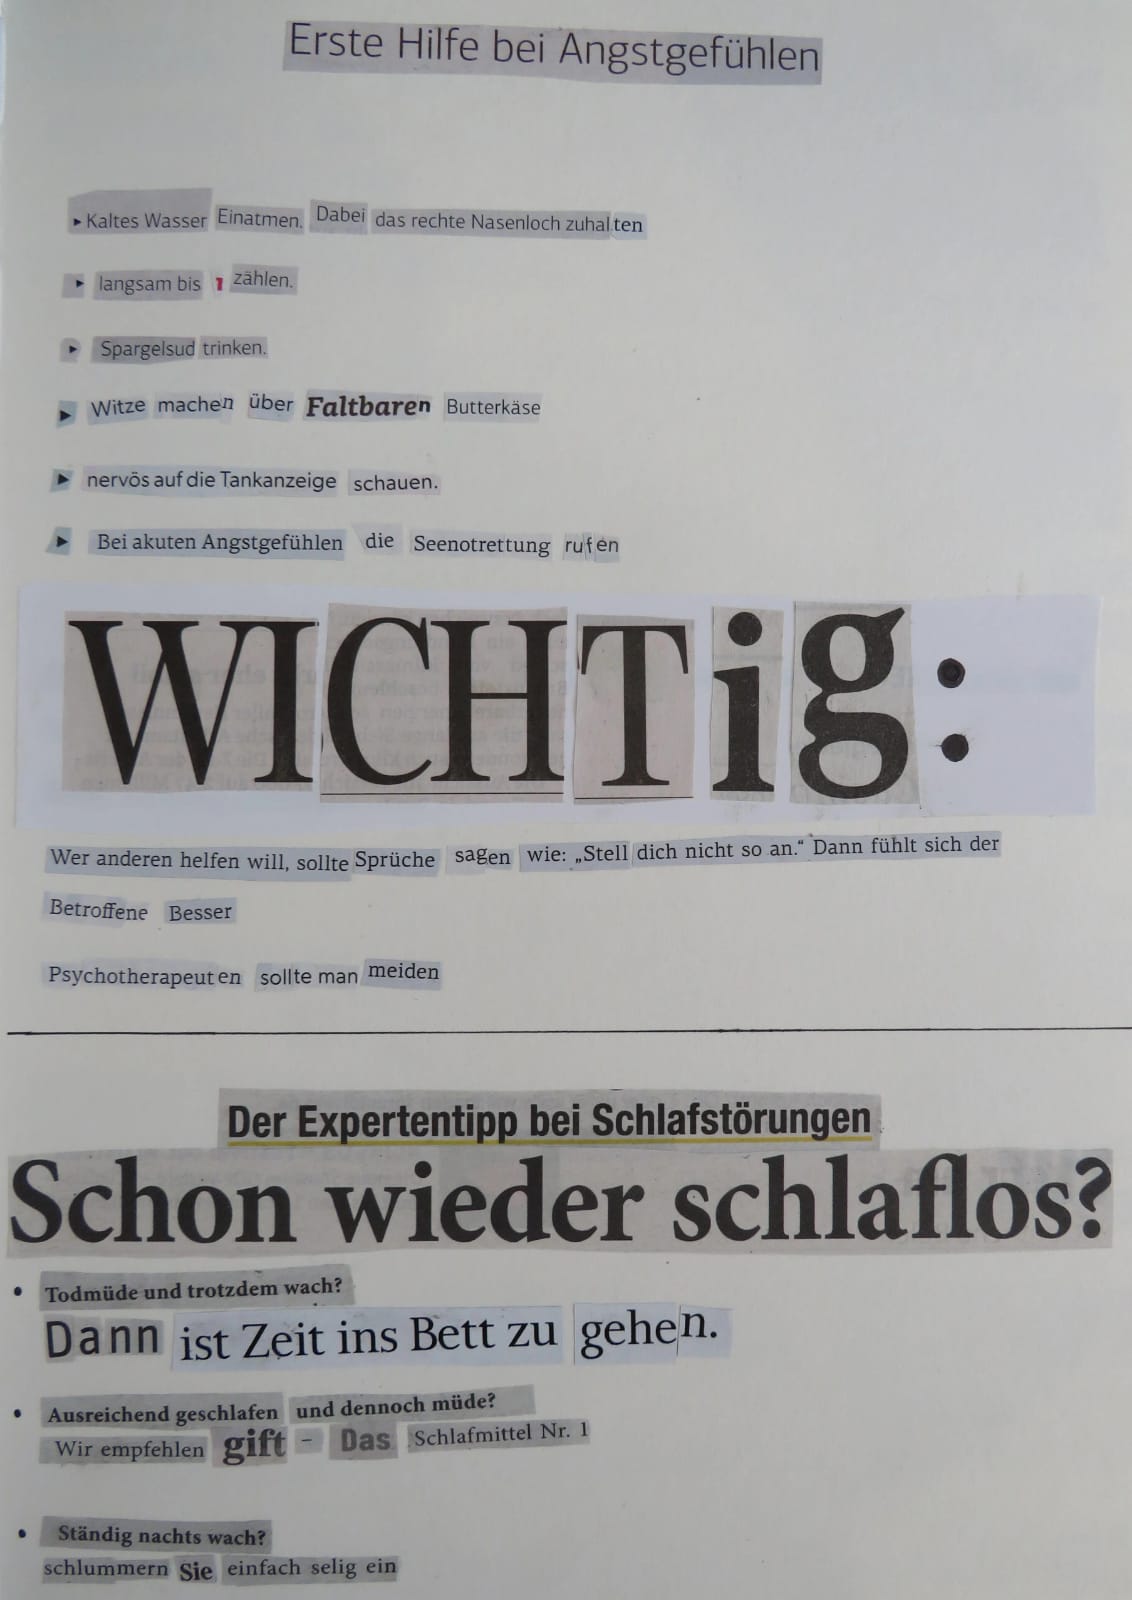 Erste Hilfe bei Angstgefühlen
▸ Kaltes Wasser Einatmen. Dabei das rechte Nasenloch zuhalten
▸ langsam bis 1 zählen.
▸ Spargelsud trinken.
▸ Witze machen über Faltbaren Butterkäse
▸ nervös auf die Tankanzeige schauen.
▸ Bei akuten Angstgefühlen die Seenotrettung rufen
WICHTig:
Wer anderen helfen will, sollte Sprüche sagen wie: „Stell dich nicht so an.“ Dann fühlt sich der
Betroffene Besser
Psychotherapeuten sollte man meiden
Der Expertentipp bei Schlafstörungen
Schon wieder schlaflos?
• Todmüde und trotzdem wach?
Dann ist Zeit ins Bett zu gehen.
• Ausreichend geschlafen und dennoch müde?
Wir empfehlen gift – Das Schlafmittel Nr. 1
• Ständig nachts wach?
schlummern Sie einfach selig ein